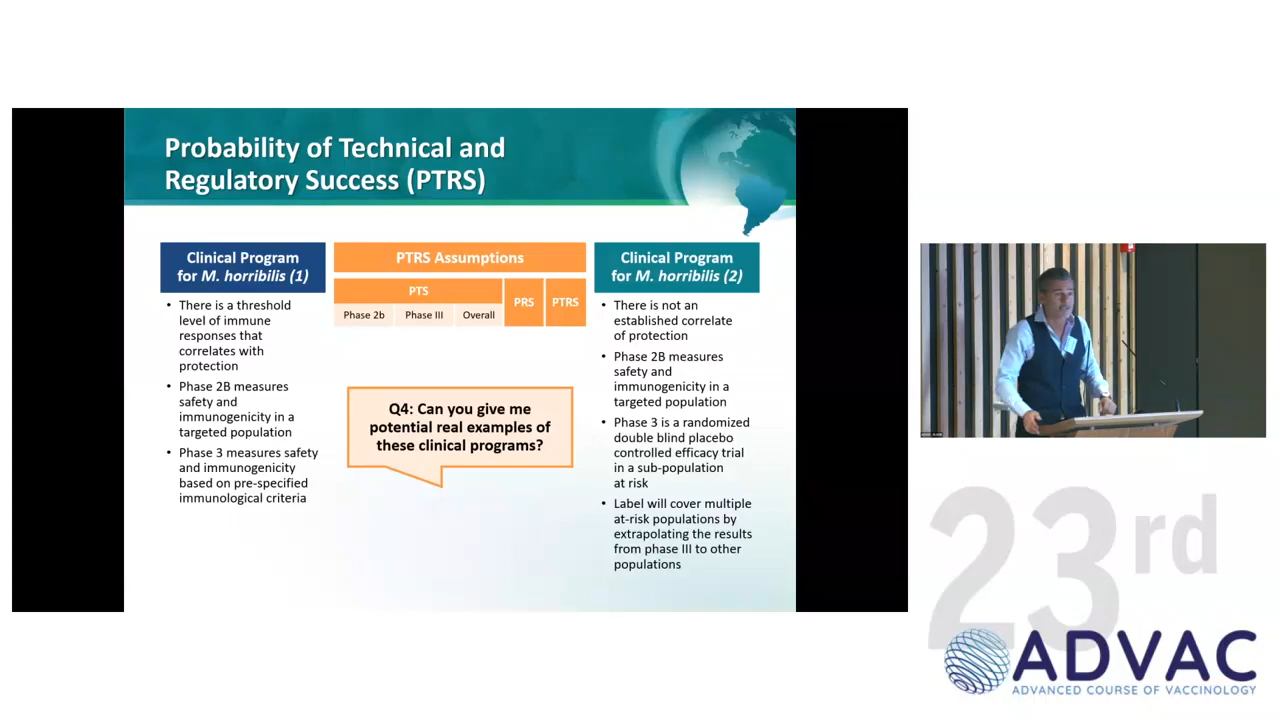 Probability of Technical and
Regulatory Success (PTRS)
Clinical Program
for M. horribilis (1)
• There is a threshold
level of immune
responses that
correlates with
protection
• Phase 2B measures
safety and
immunogenicity in a
targeted population
• Phase 3 measures safety
and immunogenicity
based on pre-specified
immunological criteria
PTRS Assumptions
PTS
PRS
PTRS
Phase 2b
Phase III
Overall
Q4: Can you give me
potential real examples of
these clinical programs?
Clinical Program
for M. horribilis (2)
• There is not an
established correlate
of protection
• Phase 2B measures
safety and
immunogenicity in a
targeted population
• Phase 3 is a randomized
double blind placebo
controlled efficacy trial
in a sub-population
at risk
• Label will cover multiple
at-risk populations by
extrapolating the results
from phase III to other
populations
23rd
ADVAC
ADVANCED COURSE OF VACCINOLOGY